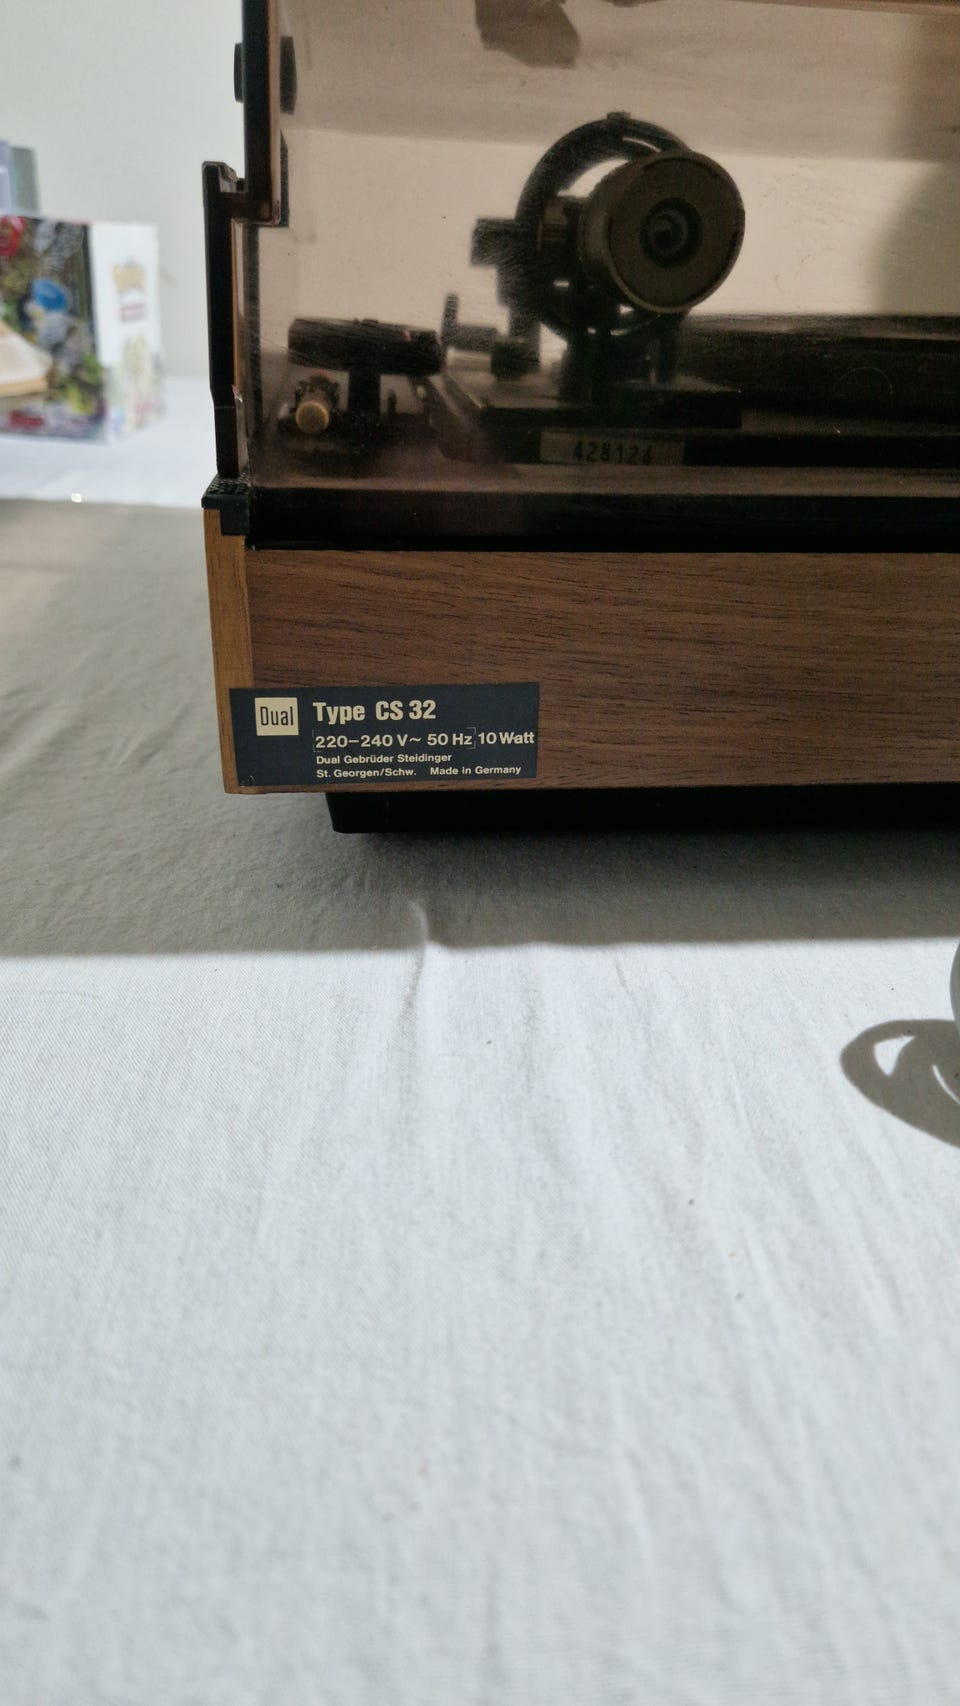 428124
Dual
Type CS 32
220–240 V~ 50 Hz 10 Watt
Dual Gebrüder Steidinger
St. Georgen/Schw. Made in Germany